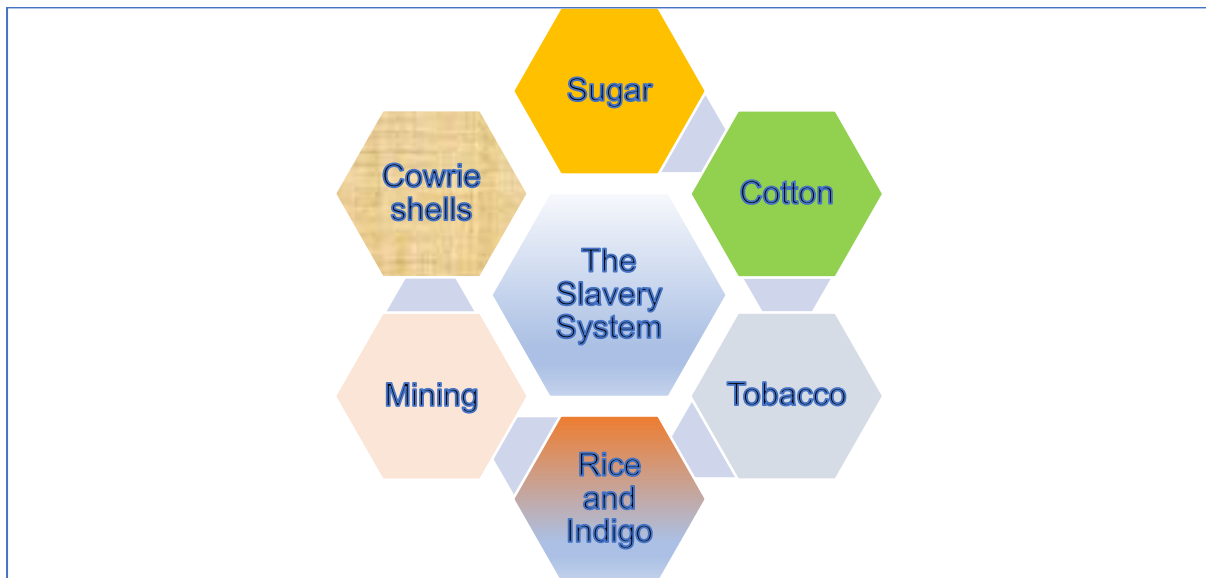 Sugar
Cotton
Tobacco
Rice
and
Indigo
Mining
Cowrie
shells
The
Slavery
System